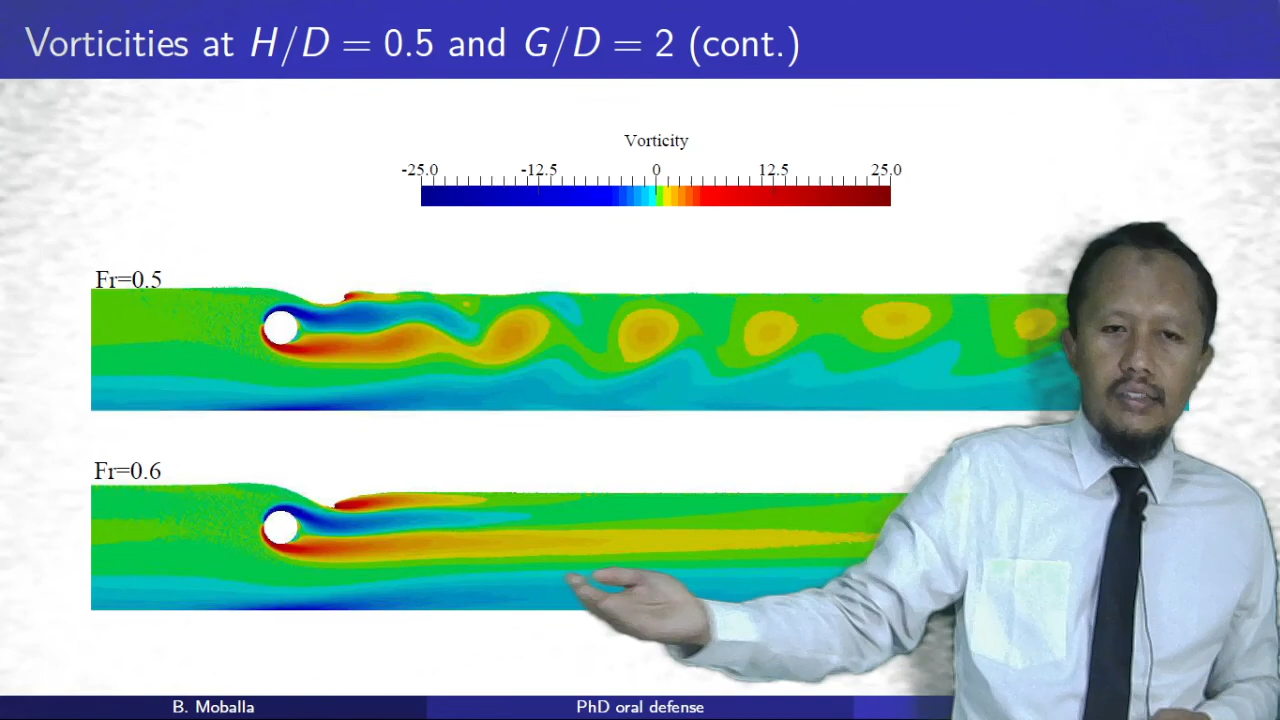 Vorticities at H/D = 0.5 and G/D = 2 (cont.)
Vorticity
-25.0 -12.5 0 12.5 25.0
Fr=0.5
Fr=0.6
B. Moballa PhD oral defense